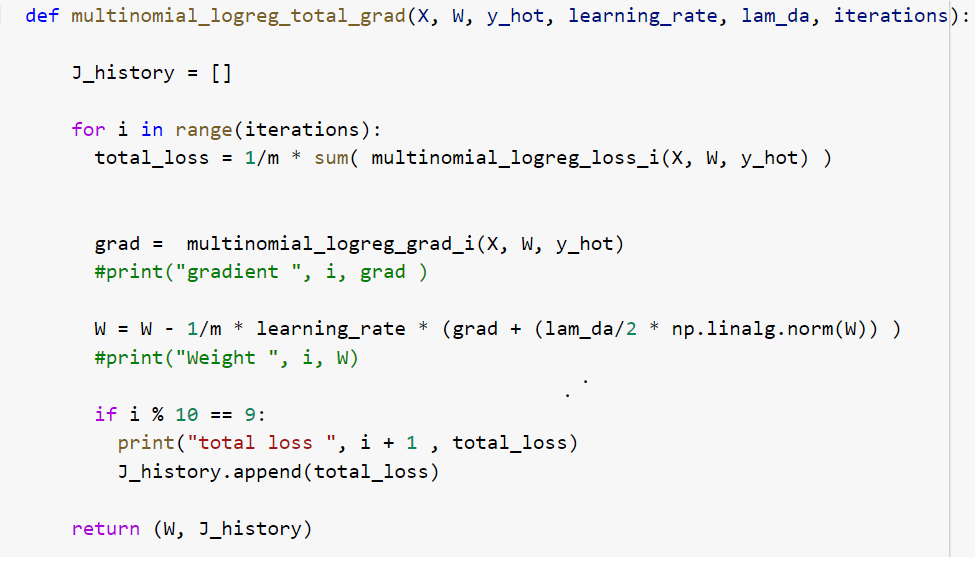 def multinomial_logreg_total_grad(X, W, y_hot, learning_rate, lam_da, iterations):
J_history = []
for i in range(iterations):
total_loss = 1/m * sum( multinomial_logreg_loss_i(X, W, y_hot) )
grad =  multinomial_logreg_grad_i(X, W, y_hot)
#print("gradient ", i, grad )
W = W - 1/m * learning_rate * (grad + (lam_da/2 * np.linalg.norm(W)) )
#print("Weight ", i, W)
if i % 10 == 9:
print("total loss ", i + 1 , total_loss)
J_history.append(total_loss)
return (W, J_history)